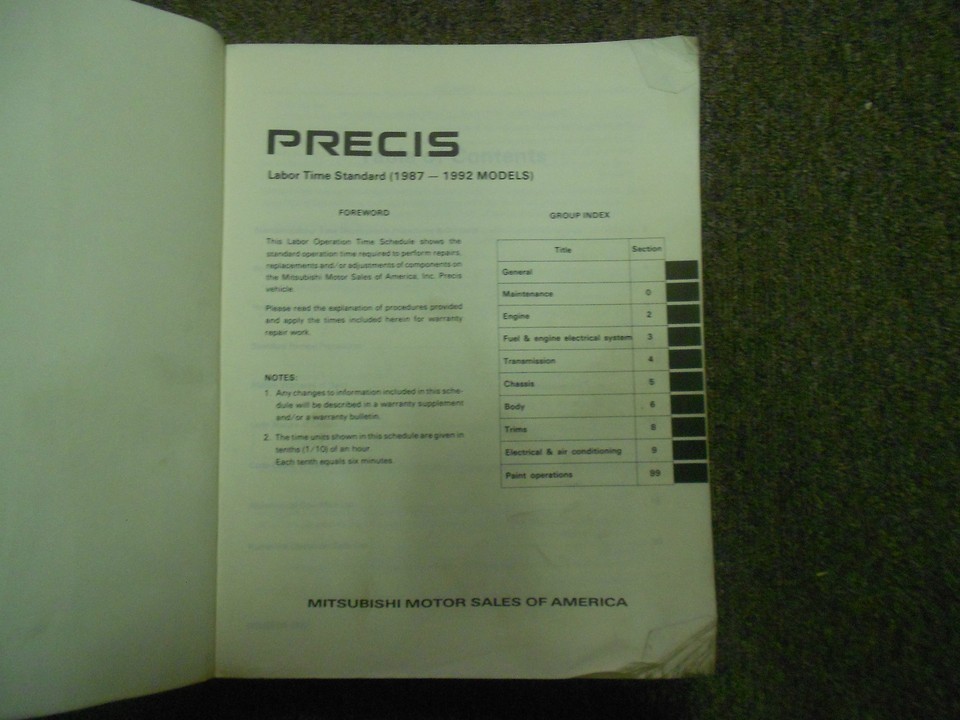 PRECIS
Labor Time Standard (1987 — 1992 MODELS)
FOREWORD
This Labor Operation Time Schedule shows the
standard operation time required to perform repairs,
replacements and/or adjustments of components on
the Mitsubishi Motor Sales of America, Inc. Precis
vehicle.
Please read the explanation of procedures provided
and apply the times included herein for warranty
repair work.
NOTES:
1. Any changes to information included in this sche-
dule will be described in a warranty supplement
and/or a warranty bulletin.
2. The time units shown in this schedule are given in
tenths (1/10) of an hour.
Each tenth equals six minutes.
GROUP INDEX
Title Section
General
Maintenance 0
Engine 2
Fuel & engine electrical system 3
Transmission 4
Chassis 5
Body 6
Trims 8
Electrical & air conditioning 9
Paint operations 99
MITSUBISHI MOTOR SALES OF AMERICA